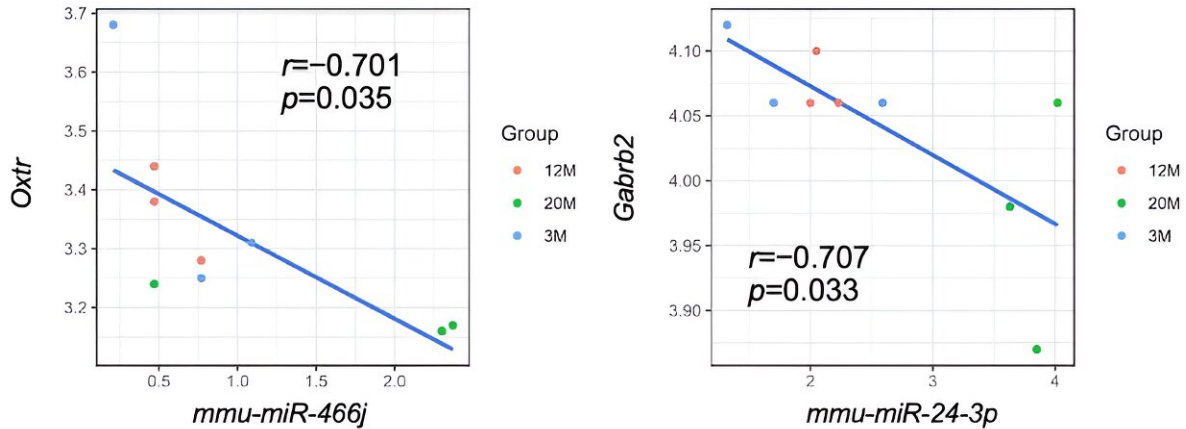 3.7
3.6
3.5
3.4
3.3
3.2
Oxtr
r=−0.701
p=0.035
0.5 1.0 1.5 2.0
mmu-miR-466j
Group
12M
20M
3M
4.10
4.05
4.00
3.95
3.90
Gabrb2
r=−0.707
p=0.033
2 3 4
mmu-miR-24-3p
Group
12M
20M
3M